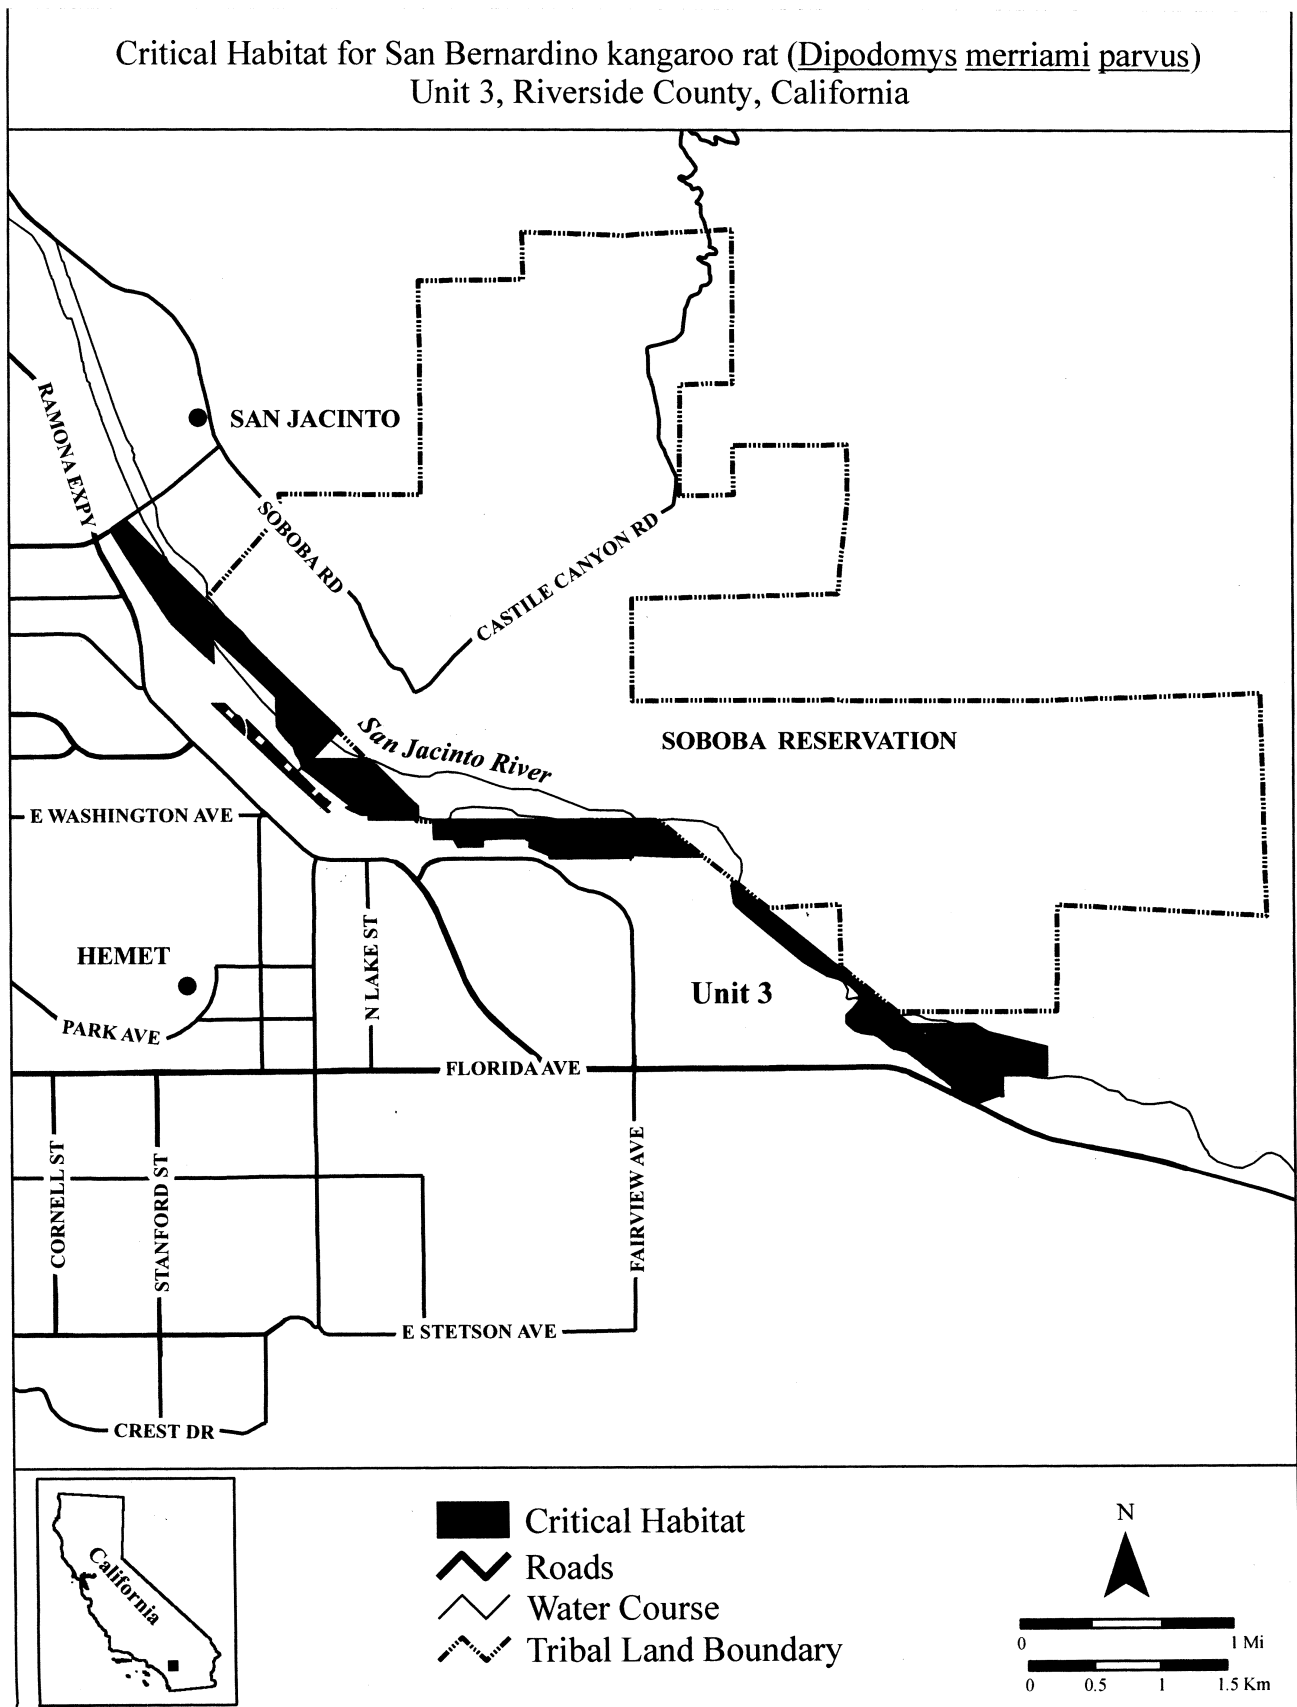 Critical Habitat for San Bernardino kangaroo rat (Dipodomys merriami parvus)
Unit 3, Riverside County, California
RAMONA EXPY
SAN JACINTO
SOBOBA RD
CASTILE CANYON RD
San Jacinto River
SOBOBA RESERVATION
E WASHINGTON AVE
HEMET
N LAKE ST
Unit 3
PARK AVE
FLORIDA AVE
CORNELL ST
STANFORD ST
FAIRVIEW AVE
E STETSON AVE
CREST DR
California
Critical Habitat
Roads
Water Course
Tribal Land Boundary
N
0 1 Mi
0 0.5 1 1.5 Km